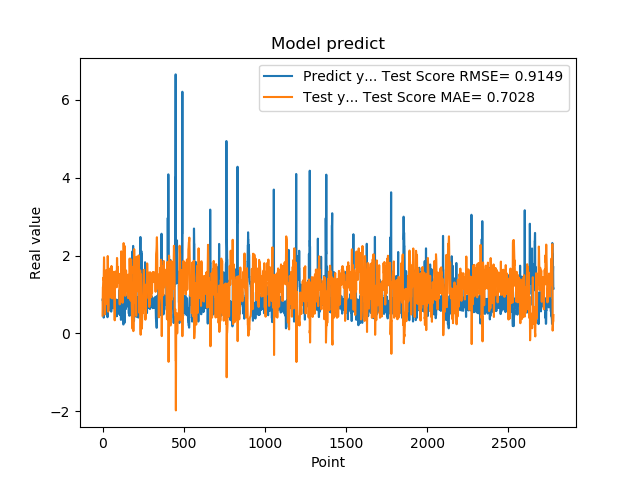 Model predict
Predict y... Test Score RMSE= 0.9149
Test y... Test Score MAE= 0.7028
Real value
6
4
2
0
−2
0 500 1000 1500 2000 2500
Point